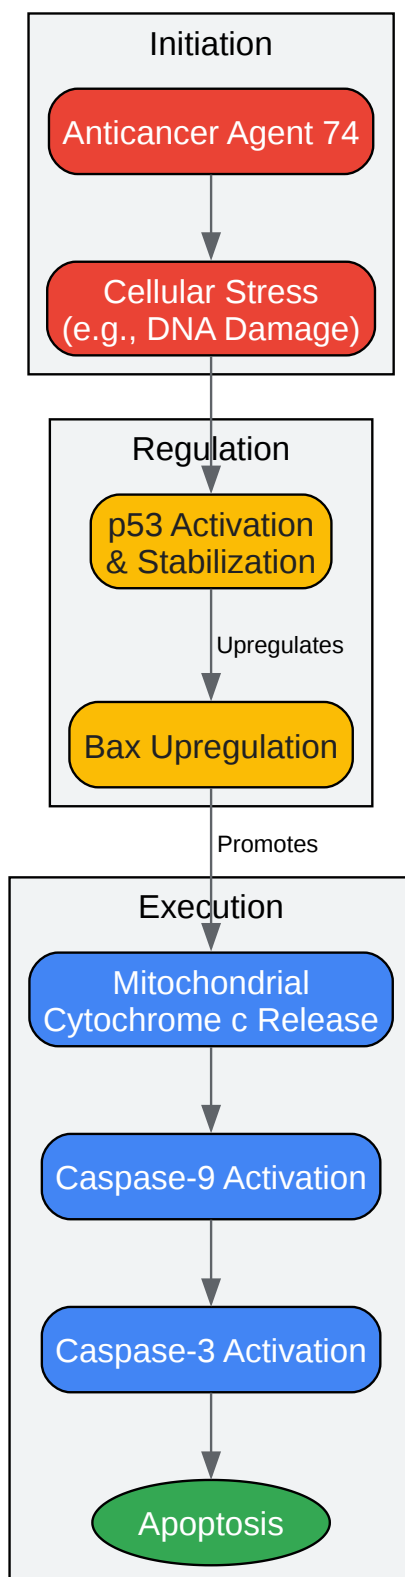 Initiation
Anticancer Agent 74
Cellular Stress
(e.g., DNA Damage)
Regulation
p53 Activation
& Stabilization
Upregulates
Bax Upregulation
Promotes
Execution
Mitochondrial
Cytochrome c Release
Caspase-9 Activation
Caspase-3 Activation
Apoptosis